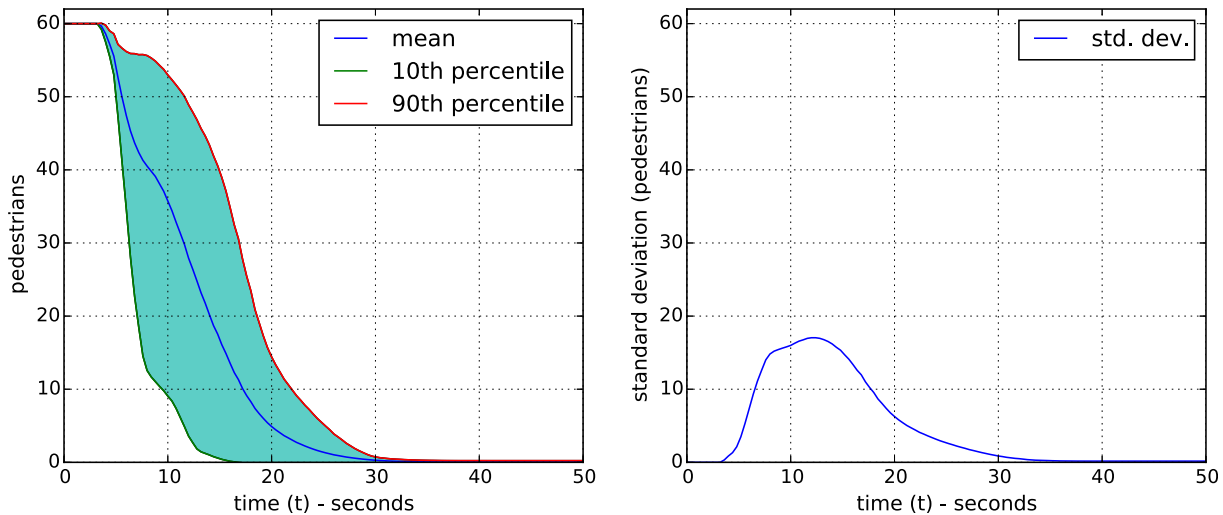 60
50
40
30
20
10
0
pedestrians
mean
10th percentile
90th percentile
0 10 20 30 40 50
time (t) - seconds
60
50
40
30
20
10
0
standard deviation (pedestrians)
std. dev.
0 10 20 30 40 50
time (t) - seconds